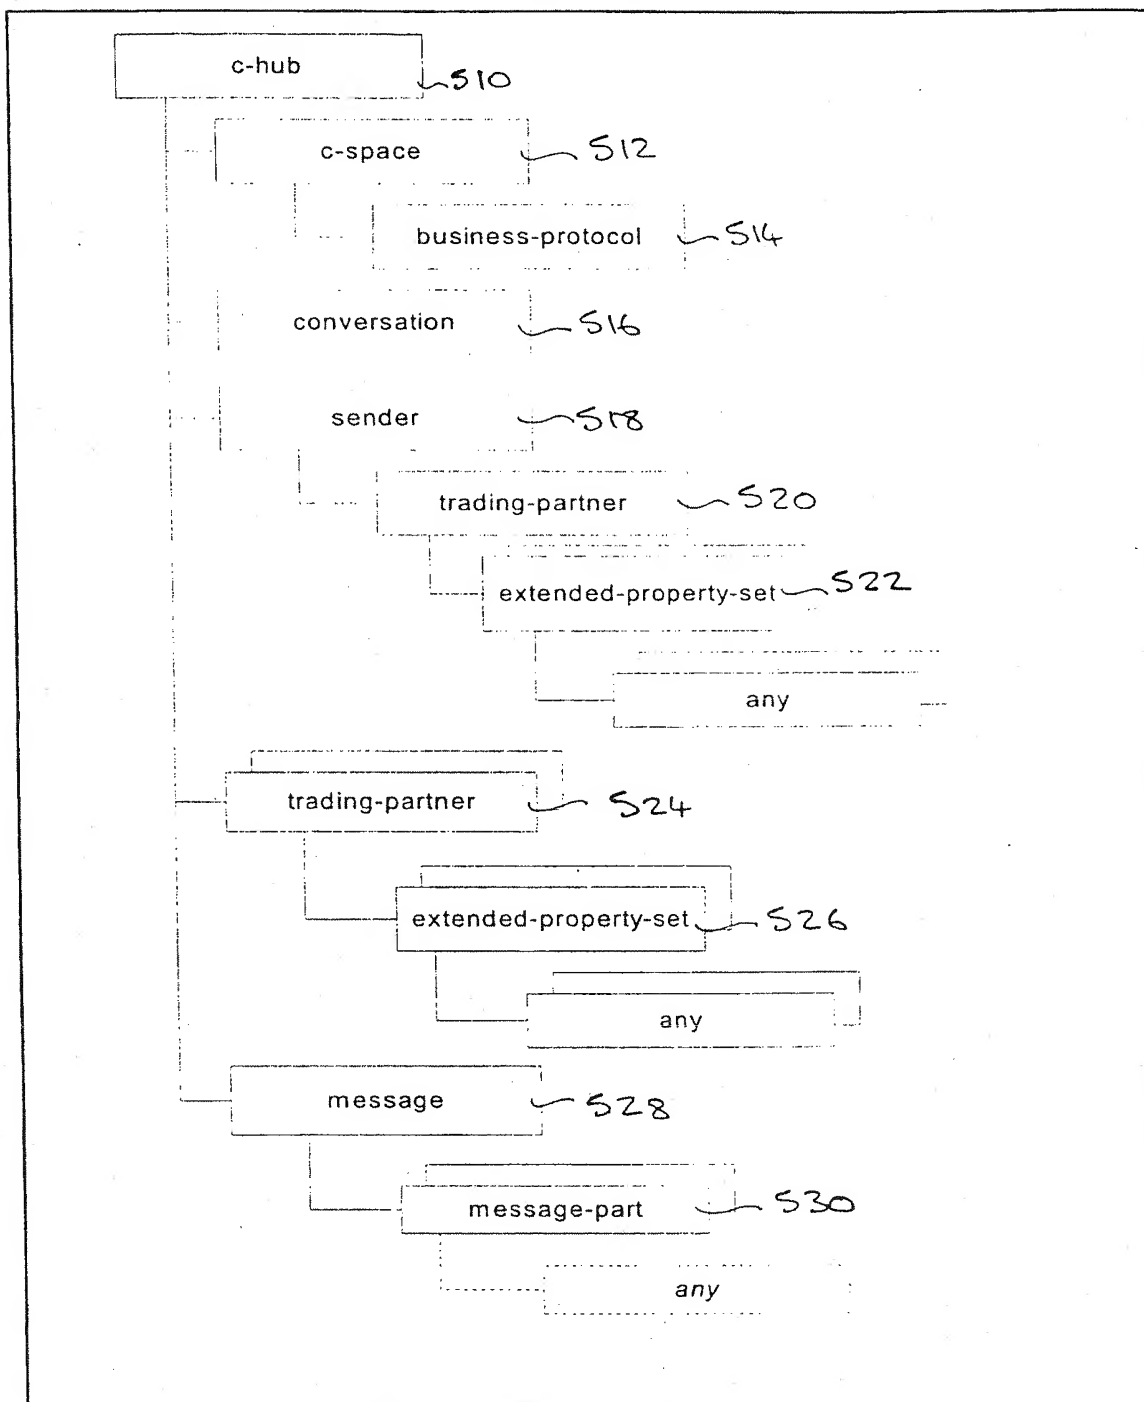 c-hub 510
c-space 512
business-protocol 514
conversation 516
sender 518
trading-partner 520
extended-property-set 522
any
trading-partner 524
extended-property-set 526
any
message 528
message-part 530
any